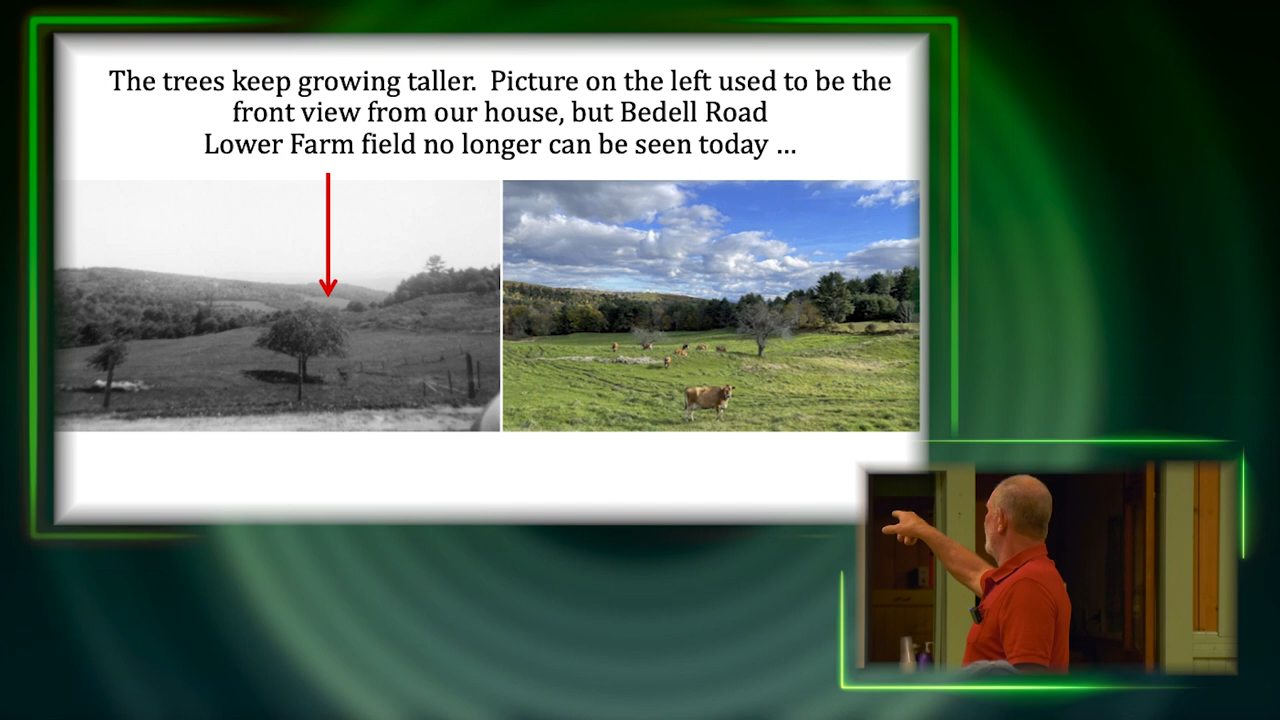 The trees keep growing taller.  Picture on the left used to be the
front view from our house, but Bedell Road
Lower Farm field no longer can be seen today ...